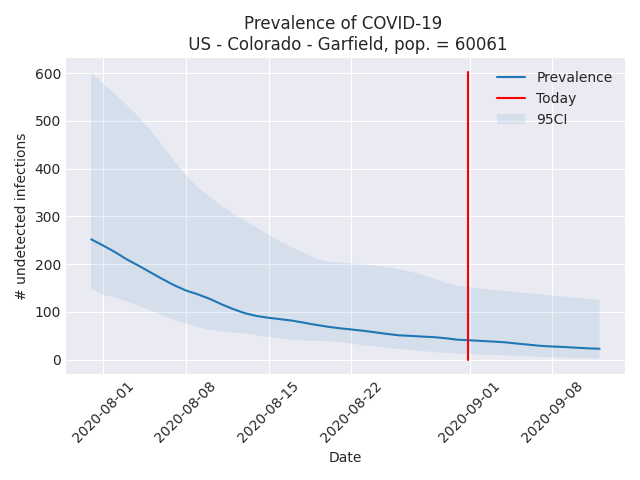 Prevalence of COVID-19
US - Colorado - Garfield, pop. = 60061
Prevalence
Today
95CI
# undetected infections
600
500
400
300
200
100
0
2020-08-01
2020-08-08
2020-08-15
2020-08-22
2020-09-01
2020-09-08
Date